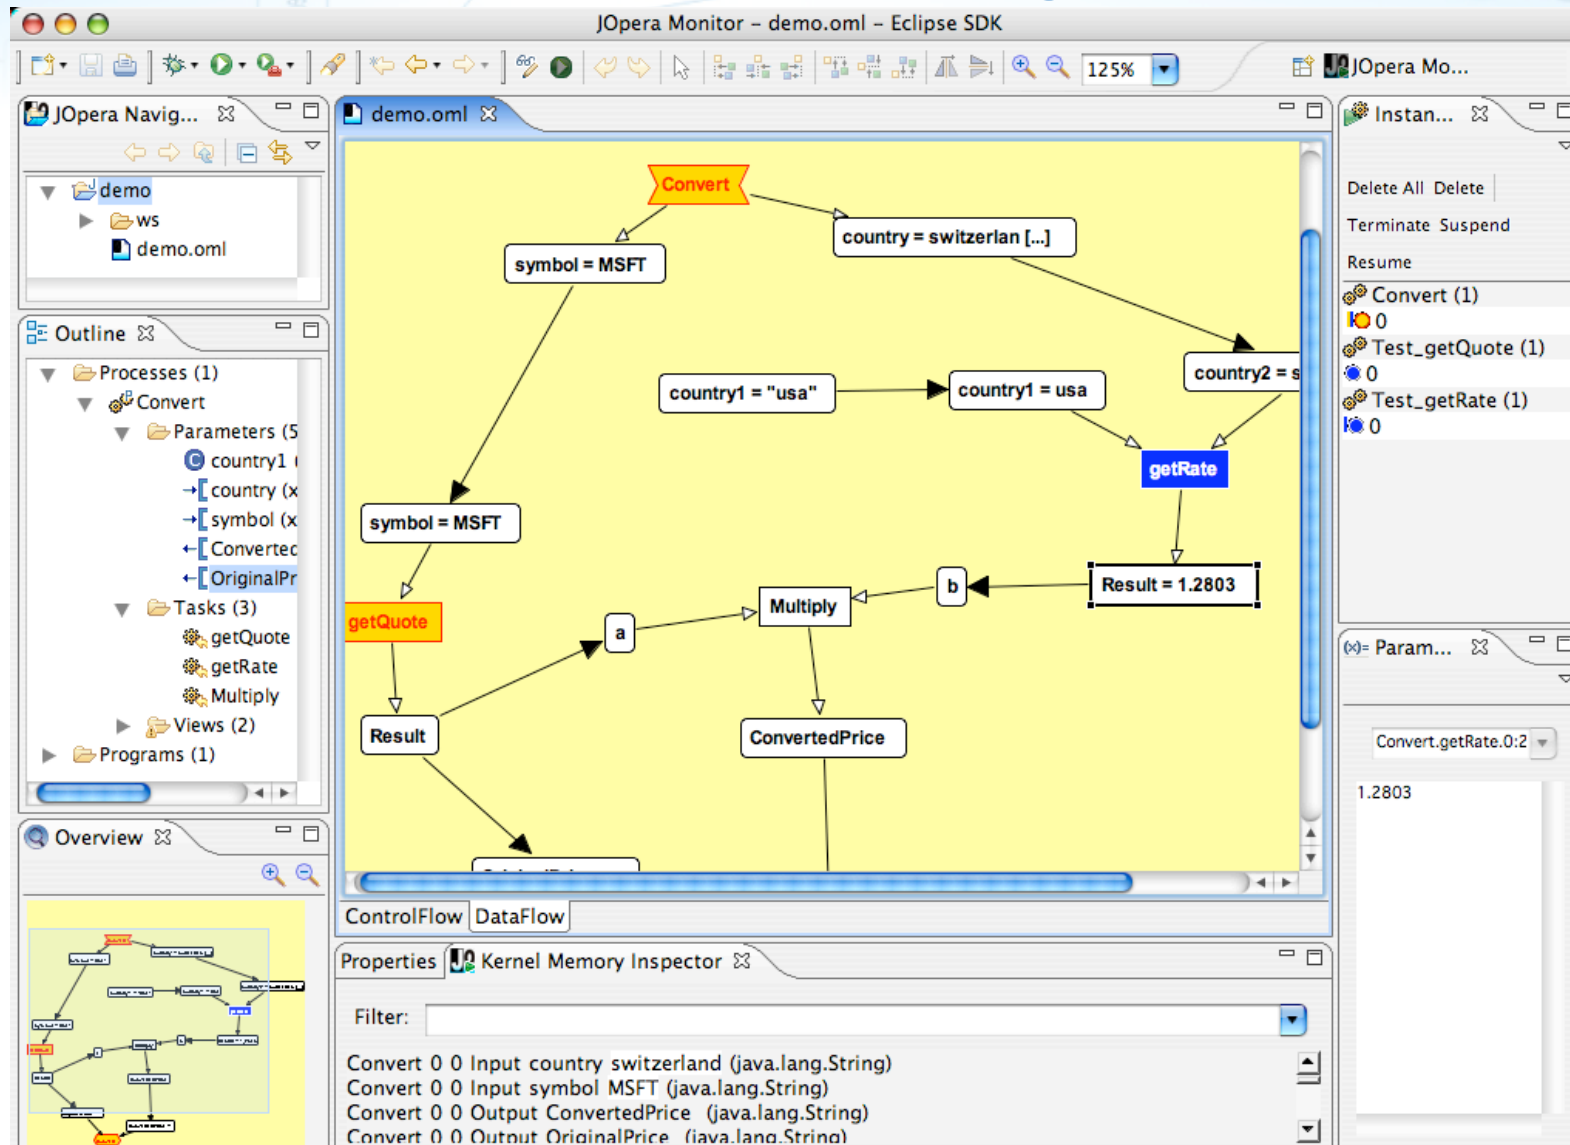 JOpera Monitor – demo.oml – Eclipse SDK
125%
JOpera Mo...
JOpera Navig...
demo
ws
demo.oml
Outline
Processes (1)
Convert
Parameters (5
country1
country (x
symbol (x
Converted
OriginalPr
Tasks (3)
getQuote
getRate
Multiply
Views (2)
Programs (1)
Overview
demo.oml
Convert
country = switzerlan [...]
symbol = MSFT
country2 = s
country1 = "usa"
country1 = usa
getRate
symbol = MSFT
Result = 1.2803
b
Multiply
a
getQuote
Result
ConvertedPrice
ControlFlow DataFlow
Properties Kernel Memory Inspector
Filter:
Convert 0 0 Input country switzerland (java.lang.String)
Convert 0 0 Input symbol MSFT (java.lang.String)
Convert 0 0 Output ConvertedPrice (java.lang.String)
Convert 0 0 Output OriginalPrice (java.lang.String)
Instan...
Delete All Delete
Terminate Suspend
Resume
Convert (1)
0
Test_getQuote (1)
0
Test_getRate (1)
0
(x)= Param...
Convert.getRate.0:2
1.2803